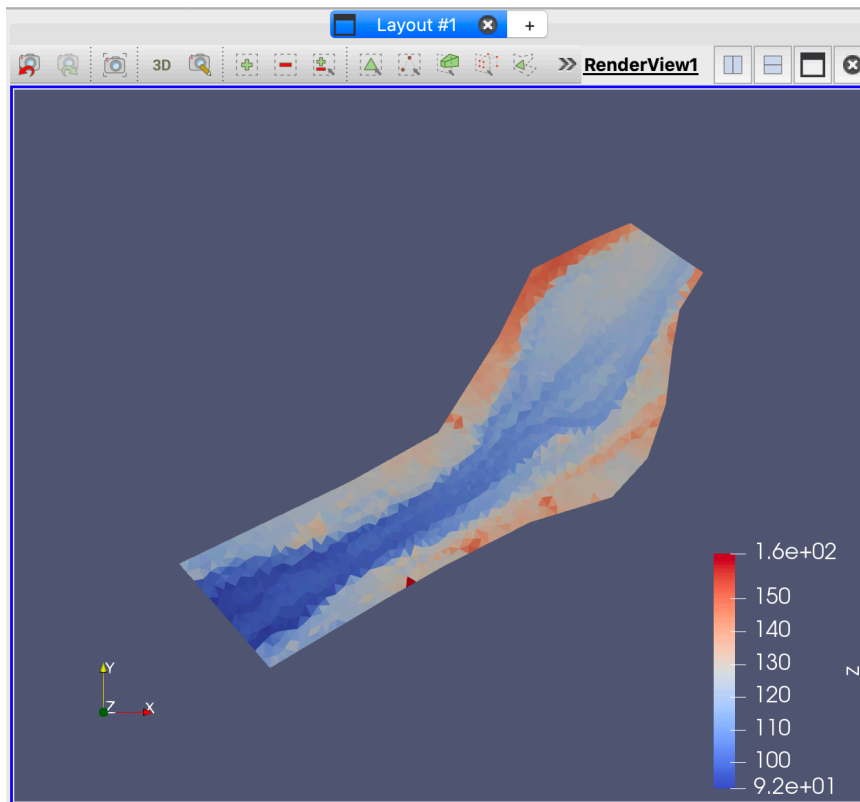 Layout #1
+
3D
RenderView1
1.6e+02
150
140
130
120
110
100
9.2e+01
Z
Y
Z
X